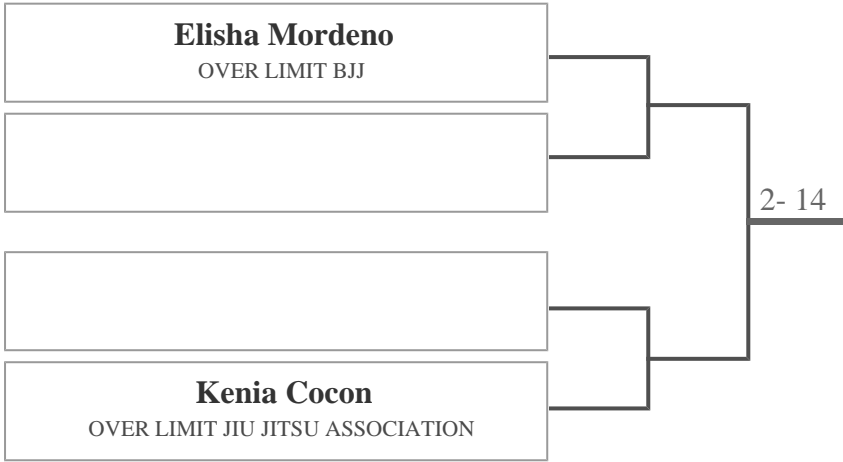 Elisha Mordeno
OVER LIMIT BJJ
2- 14
Kenia Cocon
OVER LIMIT JIU JITSU ASSOCIATION